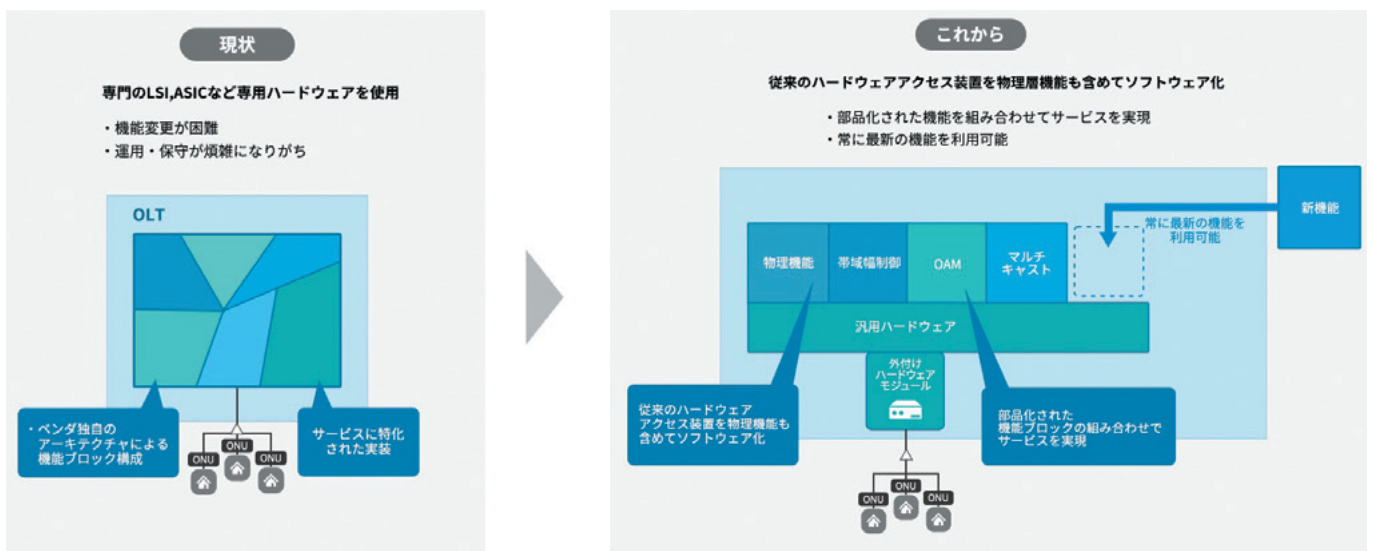 現状
専門のLSI,ASICなど専用ハードウェアを使用
・機能変更が困難
・運用・保守が煩雑になりがち
OLT
・ベンダ独自の
アーキテクチャによる
機能ブロック構成
サービスに特化
された実装
ONU
ONU
ONU
これから
従来のハードウェアアクセス装置を物理層機能も含めてソフトウェア化
・部品化された機能を組み合わせてサービスを実現
・常に最新の機能を利用可能
新機能
常に最新の機能を
利用可能
物理機能
帯域幅制御
OAM
マルチ
キャスト
汎用ハードウェア
外付け
ハードウェア
モジュール
従来のハードウェア
アクセス装置を物理機能も
含めてソフトウェア化
部品化された
機能ブロックの組み合わせで
サービスを実現
ONU
ONU
ONU